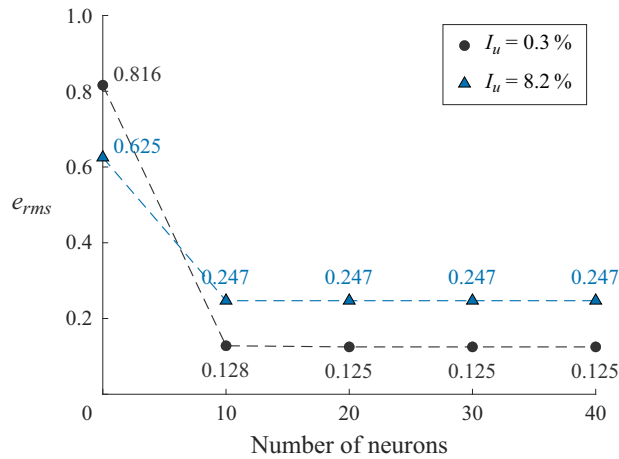 1.0
I_u = 0.3 %
I_u = 8.2 %
0.816
0.8
0.625
0.6
e_rms
0.4
0.247 0.247 0.247 0.247
0.2
0.128 0.125 0.125 0.125
0 10 20 30 40
Number of neurons